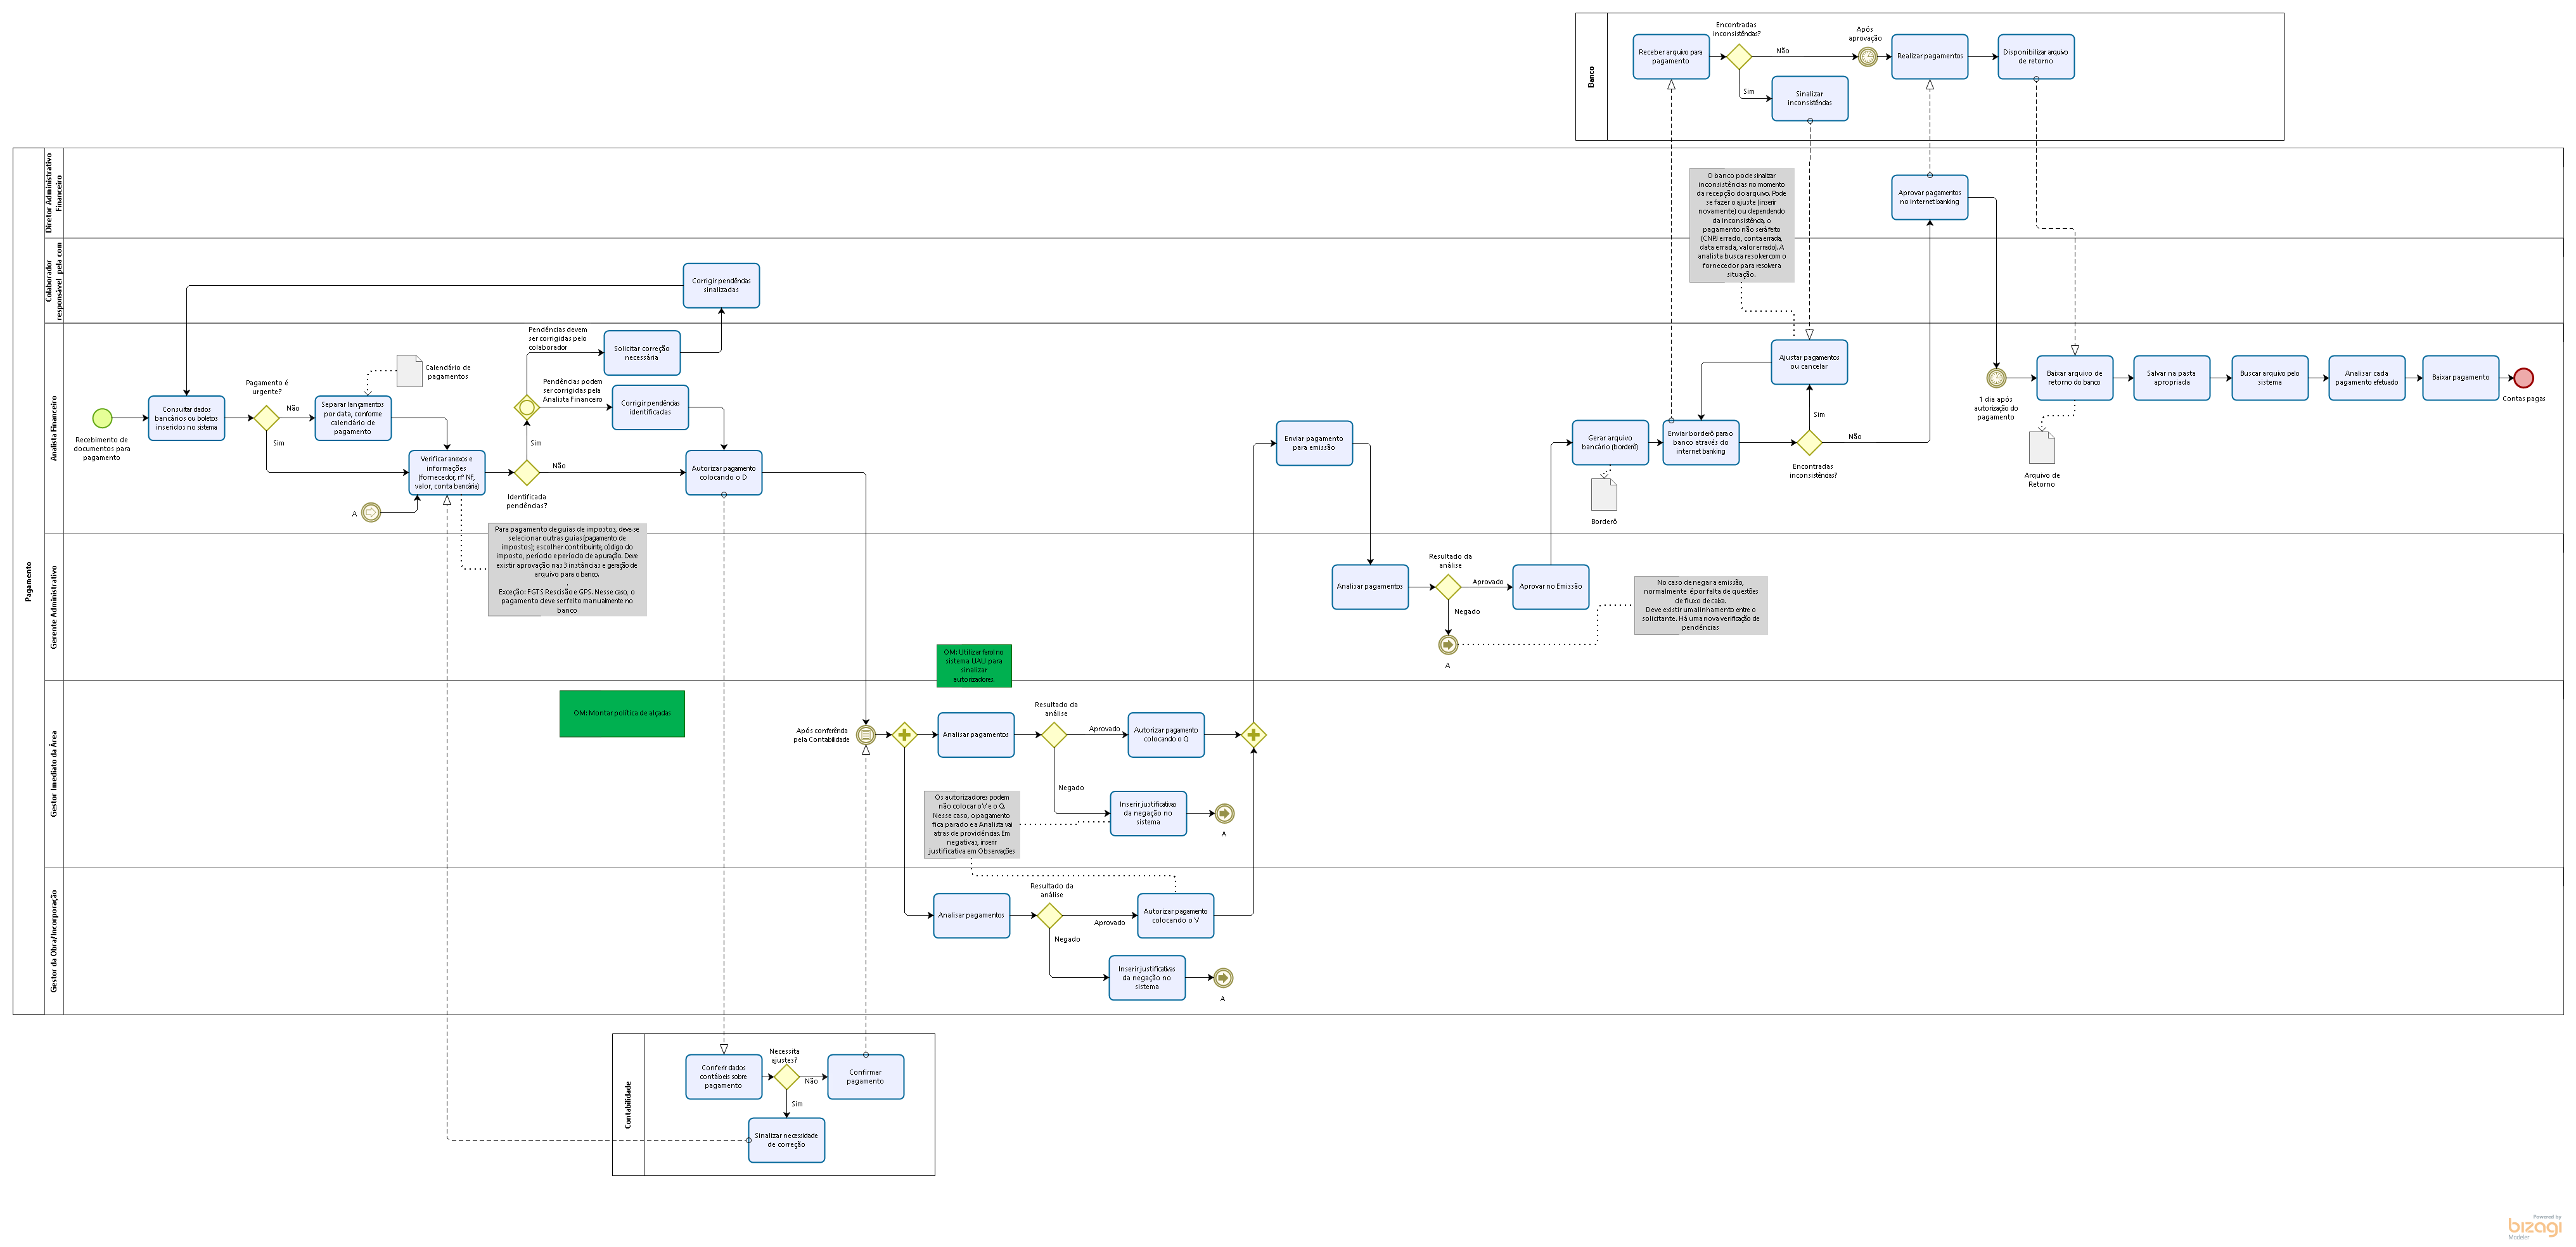 Banco
Receber arquivo para
pagamento
Encontradas
inconsistências?
Não
Sim
Sinalizar
inconsistências
Após
aprovação
Realizar pagamentos
Disponibilizar arquivo
de retorno
Pagamento
Diretor Administrativo
Financeiro
O banco pode sinalizar
inconsistências no momento
da recepção do arquivo. Pode
se fazer o ajuste (inserir
novamente) ou dependendo
da inconsistência, o
pagamento não será feito
(CNPJ errado, conta errada,
data errada, valor errado). A
analista busca resolver com o
fornecedor para resolver a
situação.
Aprovar pagamentos
no internet banking
Colaborador
responsável pela com
Corrigir pendências
sinalizadas
Analista Financeiro
Recebimento de
documentos para
pagamento
Consultar dados
bancários ou boletos
inseridos no sistema
Pagamento é
urgente?
Não
Sim
Separar lançamentos
por data, conforme
calendário de
pagamento
Calendário de
pagamentos
Verificar anexos e
informações
(fornecedor, nº NF,
valor, conta bancária)
A
Identificada
pendências?
Sim
Não
Pendências devem
ser corrigidas pelo
colaborador
Solicitar correção
necessária
Pendências podem
ser corrigidas pela
Analista Financeiro
Corrigir pendências
identificadas
Autorizar pagamento
colocando o D
Para pagamento de guias de impostos, deve-se
selecionar outras guias (pagamento de
impostos); escolher contribuinte, código do
imposto, período e período de apuração. Deve
existir aprovação nas 3 instâncias e geração de
arquivo para o banco.
.
Exceção: FGTS Rescisão e GPS. Nesse caso, o
pagamento deve ser feito manualmente no
banco
Enviar pagamento
para emissão
Gerar arquivo
bancário (borderô)
Borderô
Enviar borderô para o
banco através do
internet banking
Ajustar pagamentos
ou cancelar
Sim
Não
Encontradas
inconsistências?
1 dia após
autorização do
pagamento
Baixar arquivo de
retorno do banco
Arquivo de
Retorno
Salvar na pasta
apropriada
Buscar arquivo pelo
sistema
Analisar cada
pagamento efetuado
Baixar pagamento
Contas pagas
Gerente Administrativo
Analisar pagamentos
Resultado da
análise
Aprovado
Negado
A
Aprovar no Emissão
No caso de negar a emissão,
normalmente é por falta de questões
de fluxo de caixa.
Deve existir um alinhamento entre o
solicitante. Há uma nova verificação de
pendências
OM: Utilizar farol no
sistema UAU para
sinalizar
autorizadores.
Gestor Imediato da Área
OM: Montar política de alçadas
Após conferência
pela Contabilidade
Analisar pagamentos
Resultado da
análise
Aprovado
Negado
Autorizar pagamento
colocando o Q
Inserir justificativas
da negação no
sistema
A
Os autorizadores podem
não colocar o V e o Q.
Nesse caso, o pagamento
fica parado e a Analista vai
atras de providências. Em
negativas, inserir
justificativa em Observações
Gestor da Obra/Incorporação
Analisar pagamentos
Resultado da
análise
Aprovado
Negado
Autorizar pagamento
colocando o V
Inserir justificativas
da negação no
sistema
A
Contabilidade
Conferir dados
contábeis sobre
pagamento
Necessita
ajustes?
Não
Sim
Confirmar
pagamento
Sinalizar necessidade
de correção
Powered by
bizagi
Modeler